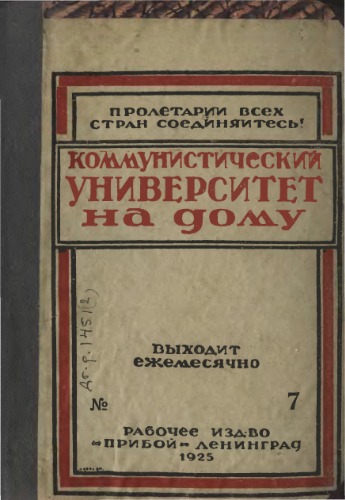 ПРОЛЕТАРИИ ВСЕХ
СТРАН СОЕДИНЯЙТЕСЬ!
КОММУНИСТИЧЕСКИЙ
УНИВЕРСИТЕТ
НА ДОМУ
ВЫХОДИТ
ЕЖЕМЕСЯЧНО
№ 7
РАБОЧЕЕ ИЗД-ВО
«ПРИБОЙ» ЛЕНИНГРАД
1925